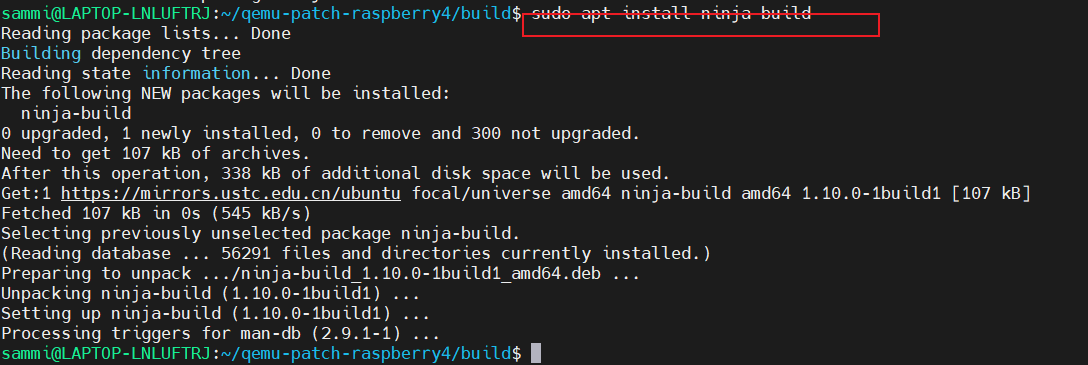 sammi@LAPTOP-LNLUFTRJ:~/qemu-patch-raspberry4/build$ sudo apt install ninja-build
Reading package lists... Done
Building dependency tree
Reading state information... Done
The following NEW packages will be installed:
  ninja-build
0 upgraded, 1 newly installed, 0 to remove and 300 not upgraded.
Need to get 107 kB of archives.
After this operation, 338 kB of additional disk space will be used.
Get:1 https://mirrors.ustc.edu.cn/ubuntu focal/universe amd64 ninja-build amd64 1.10.0-1build1 [107 kB]
Fetched 107 kB in 0s (545 kB/s)
Selecting previously unselected package ninja-build.
(Reading database ... 56291 files and directories currently installed.)
Preparing to unpack .../ninja-build_1.10.0-1build1_amd64.deb ...
Unpacking ninja-build (1.10.0-1build1) ...
Setting up ninja-build (1.10.0-1build1) ...
Processing triggers for man-db (2.9.1-1) ...
sammi@LAPTOP-LNLUFTRJ:~/qemu-patch-raspberry4/build$